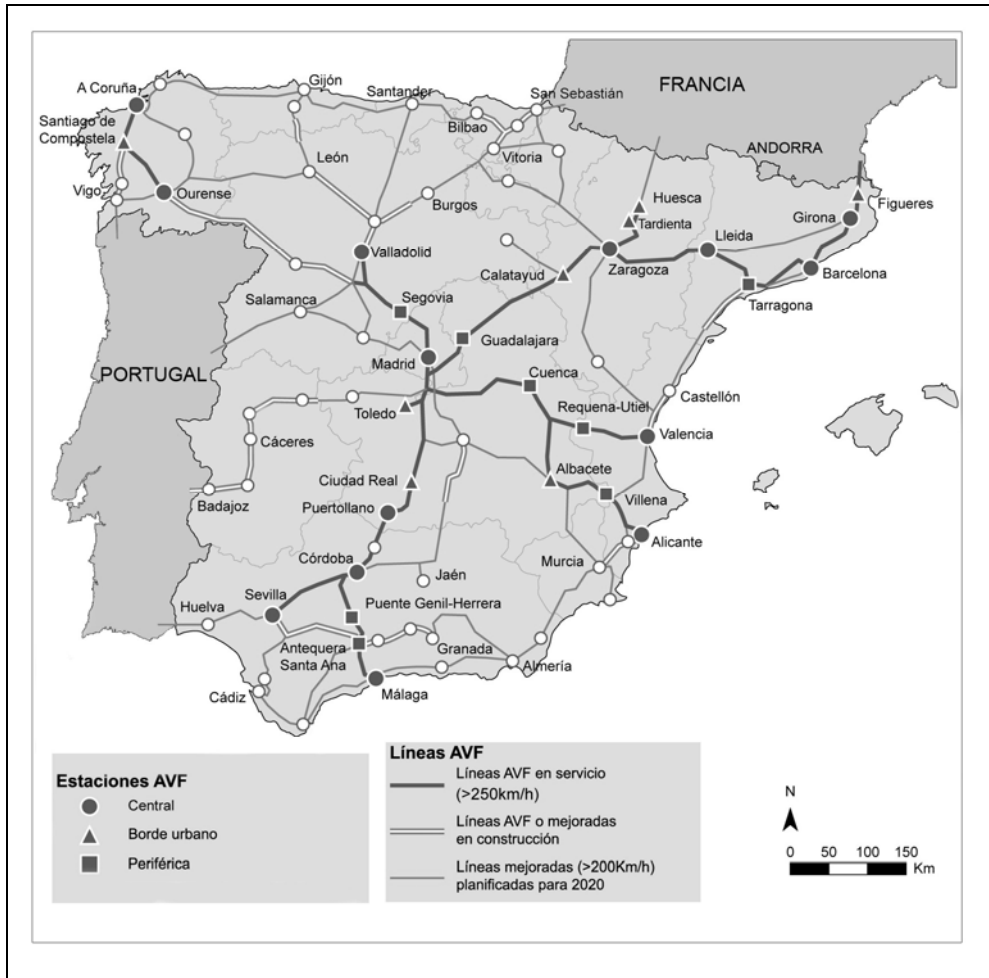 FRANCIA
ANDORRA
PORTUGAL
A Coruña
Gijón
Santander
San Sebastián
Santiago de
Compostela
Bilbao
León
Vitoria
Vigo
Ourense
Burgos
Huesca
Tardienta
Figueres
Girona
Lleida
Valladolid
Zaragoza
Barcelona
Calatayud
Tarragona
Segovia
Salamanca
Guadalajara
Madrid
Cuenca
Castellón
Toledo
Requena-Utiel
Valencia
Cáceres
Albacete
Ciudad Real
Villena
Badajoz
Puertollano
Alicante
Córdoba
Murcia
Jaén
Sevilla
Huelva
Puente Genil-Herrera
Antequera
Santa Ana
Granada
Almería
Cádiz
Málaga
Estaciones AVF
Central
Borde urbano
Periférica
Líneas AVF
Líneas AVF en servicio
(>250km/h)
Líneas AVF o mejoradas
en construcción
Líneas mejoradas (>200Km/h)
planificadas para 2020
N
0 50 100 150
Km